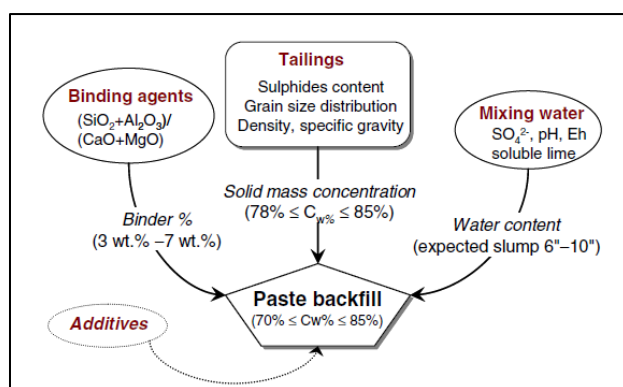 Tailings
Sulphides content
Grain size distribution
Density, specific gravity
Binding agents
(SiO₂+Al₂O₃)/
(CaO+MgO)
Mixing water
SO₄²⁻, pH, Eh
soluble lime
Solid mass concentration
(78% ≤ C_w% ≤ 85%)
Binder %
(3 wt.% –7 wt.%)
Water content
(expected slump 6"–10")
Paste backfill
(70% ≤ Cw% ≤ 85%)
Additives